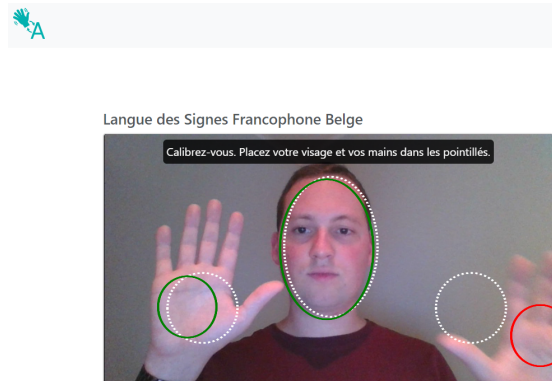 A
Langue des Signes Francophone Belge
Calibrez-vous. Placez votre visage et vos mains dans les pointillés.